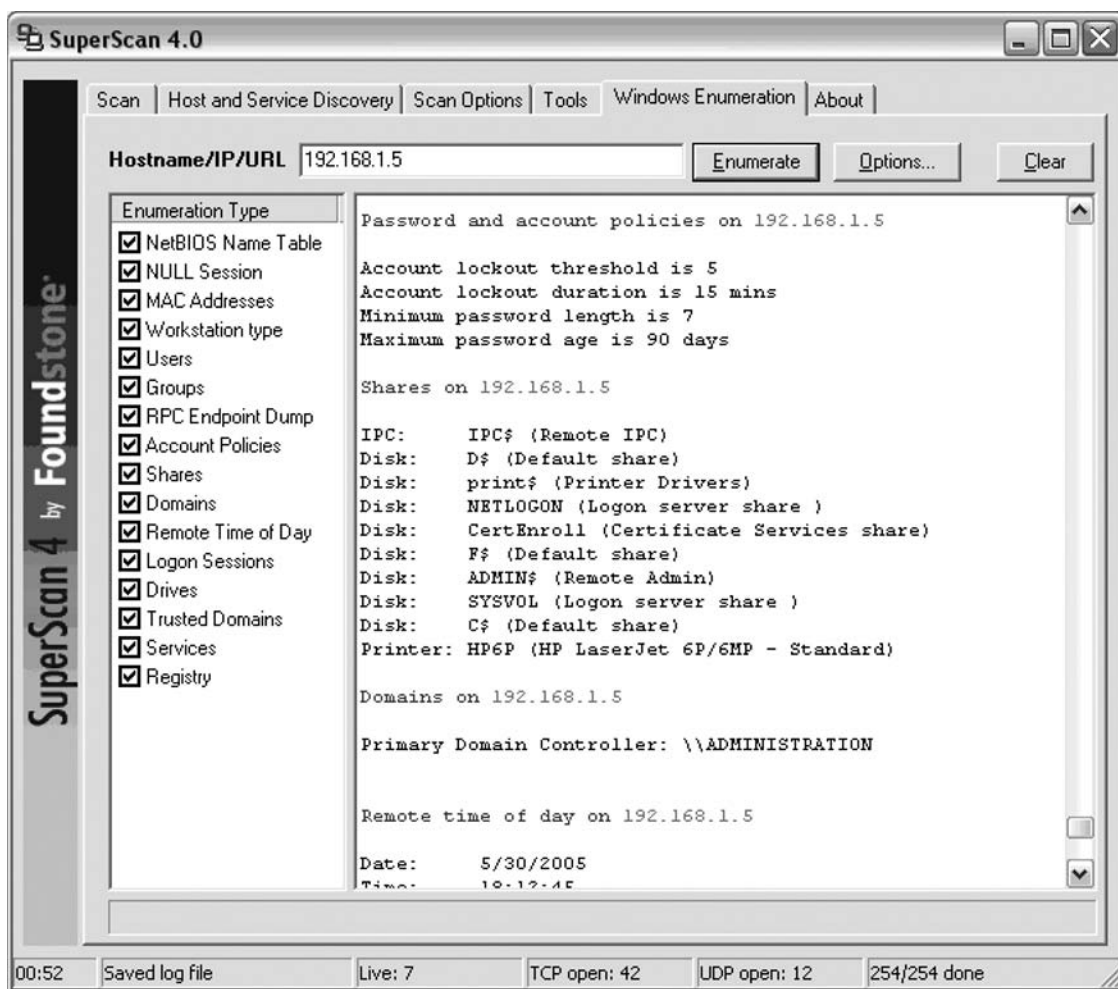 SuperScan 4.0
Scan
Host and Service Discovery
Scan Options
Tools
Windows Enumeration
About
SuperScan 4 by Foundstone
Hostname/IP/URL 192.168.1.5 Enumerate Options... Clear
Enumeration Type
NetBIOS Name Table
NULL Session
MAC Addresses
Workstation type
Users
Groups
RPC Endpoint Dump
Account Policies
Shares
Domains
Remote Time of Day
Logon Sessions
Drives
Trusted Domains
Services
Registry
Password and account policies on 192.168.1.5
Account lockout threshold is 5
Account lockout duration is 15 mins
Minimum password length is 7
Maximum password age is 90 days
Shares on 192.168.1.5
IPC: IPC$ (Remote IPC)
Disk: D$ (Default share)
Disk: print$ (Printer Drivers)
Disk: NETLOGON (Logon server share )
Disk: CertEnroll (Certificate Services share)
Disk: F$ (Default share)
Disk: ADMIN$ (Remote Admin)
Disk: SYSVOL (Logon server share )
Disk: C$ (Default share)
Printer: HP6P (HP LaserJet 6P/6MP - Standard)
Domains on 192.168.1.5
Primary Domain Controller: \\ADMINISTRATION
Remote time of day on 192.168.1.5
Date: 5/30/2005
Time:
00:52
Saved log file
Live: 7
TCP open: 42
UDP open: 12
254/254 done